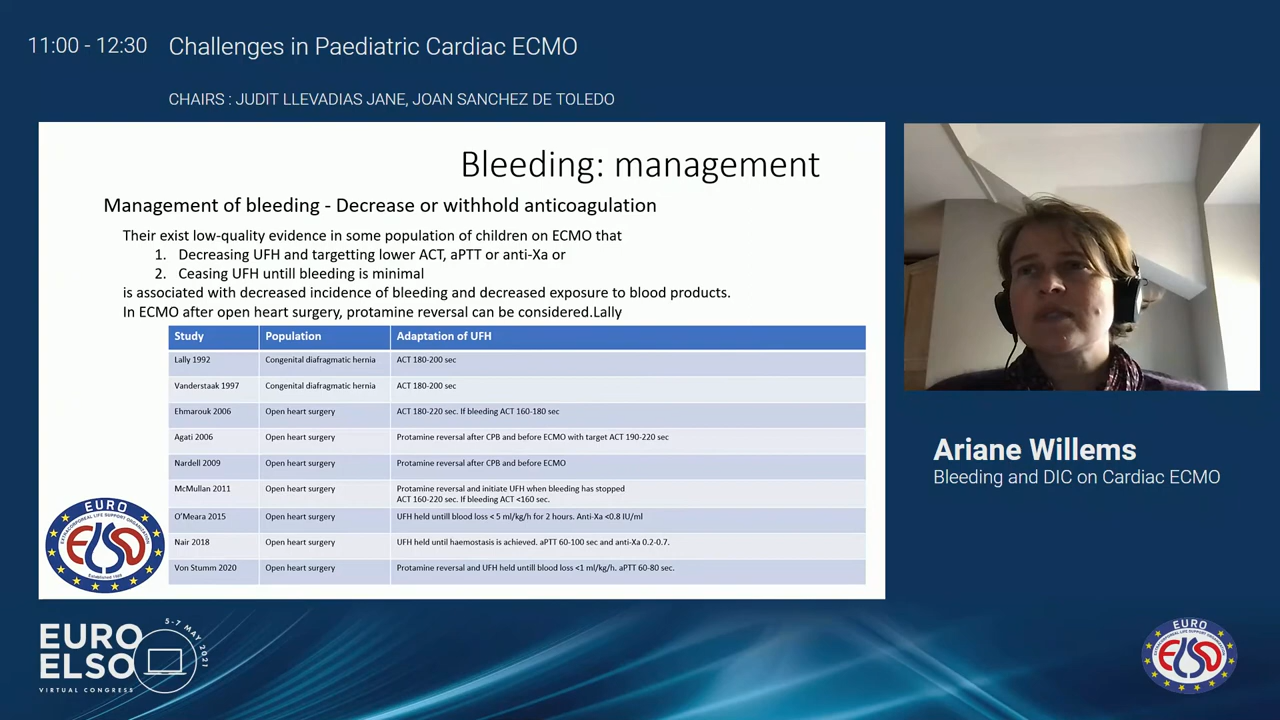 11:00 - 12:30 Challenges in Paediatric Cardiac ECMO
CHAIRS : JUDIT LLEVADIAS JANE, JOAN SANCHEZ DE TOLEDO
Bleeding: management
Management of bleeding - Decrease or withhold anticoagulation
Their exist low-quality evidence in some population of children on ECMO that
1. Decreasing UFH and targetting lower ACT, aPTT or anti-Xa or
2. Ceasing UFH untill bleeding is minimal
is associated with decreased incidence of bleeding and decreased exposure to blood products.
In ECMO after open heart surgery, protamine reversal can be considered.Lally
Study Population Adaptation of UFH
Lally 1992 Congenital diafragmatic hernia ACT 180-200 sec
Vanderstaak 1997 Congenital diafragmatic hernia ACT 180-200 sec
Ehmarouk 2006 Open heart surgery ACT 180-220 sec. If bleeding ACT 160-180 sec
Agati 2006 Open heart surgery Protamine reversal after CPB and before ECMO with target ACT 190-220 sec
Nardell 2009 Open heart surgery Protamine reversal after CPB and before ECMO
McMullan 2011 Open heart surgery Protamine reversal and initiate UFH when bleeding has stopped
ACT 160-220 sec. If bleeding ACT <160 sec.
O'Meara 2015 Open heart surgery UFH held until blood loss < 5 ml/kg/h for 2 hours. Anti-Xa <0.8 IU/ml
Nair 2018 Open heart surgery UFH held until haemostasis is achieved. aPTT 60-100 sec and anti-Xa 0.2-0.7.
Von Stumm 2020 Open heart surgery Protamine reversal and UFH held untill blood loss <1 ml/kg/h. aPTT 60-80 sec.
EURO
EXTRACORPOREAL LIFE SUPPORT ORGANIZATION
ELSO
Established 1989
Ariane Willems
Bleeding and DIC on Cardiac ECMO
EURO
ELSO
VIRTUAL CONGRESS
5-7 MAY 2021
EURO
ELSO